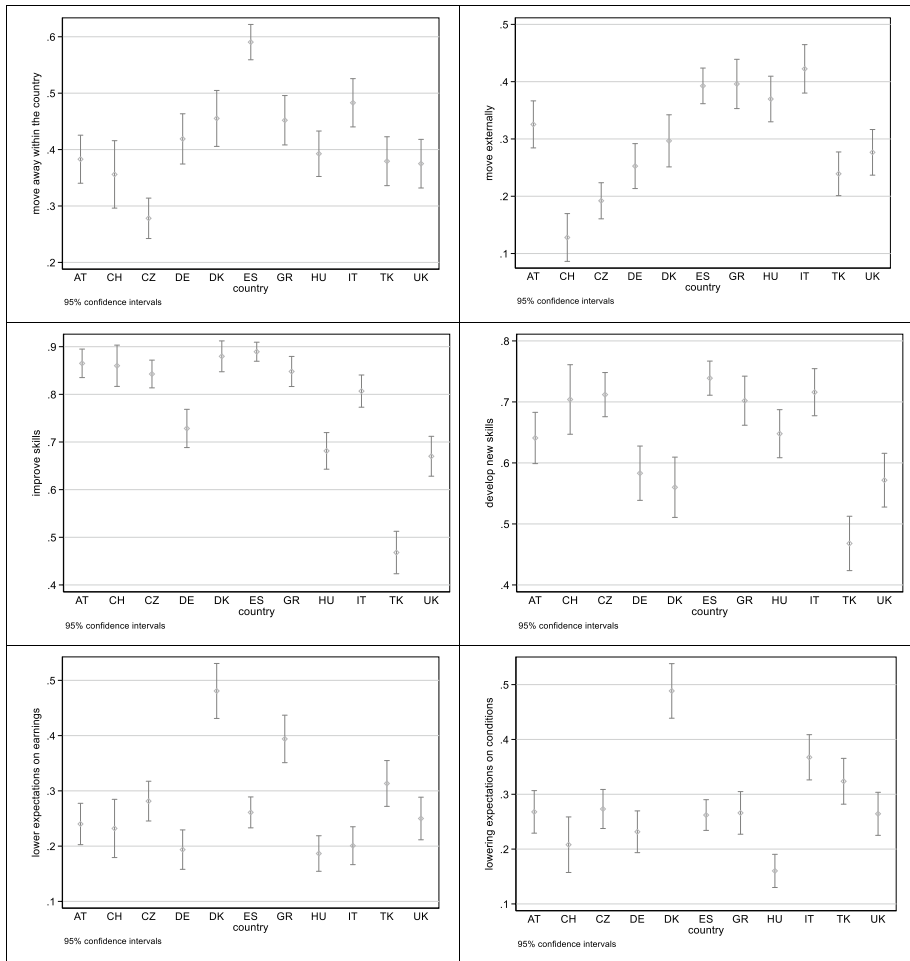 move away within the country
.6
.5
.4
.3
.2
AT CH CZ DE DK ES GR HU IT TK UK
country
95% confidence intervals
move externally
.5
.4
.3
.2
.1
AT CH CZ DE DK ES GR HU IT TK UK
country
95% confidence intervals
improve skills
.9
.8
.7
.6
.5
.4
AT CH CZ DE DK ES GR HU IT TK UK
country
95% confidence intervals
develop new skills
.8
.7
.6
.5
.4
AT CH CZ DE DK ES GR HU IT TK UK
country
95% confidence intervals
lower expectations on earnings
.5
.4
.3
.2
.1
AT CH CZ DE DK ES GR HU IT TK UK
country
95% confidence intervals
lowering expectations on conditions
.5
.4
.3
.2
.1
AT CH CZ DE DK ES GR HU IT TK UK
country
95% confidence intervals